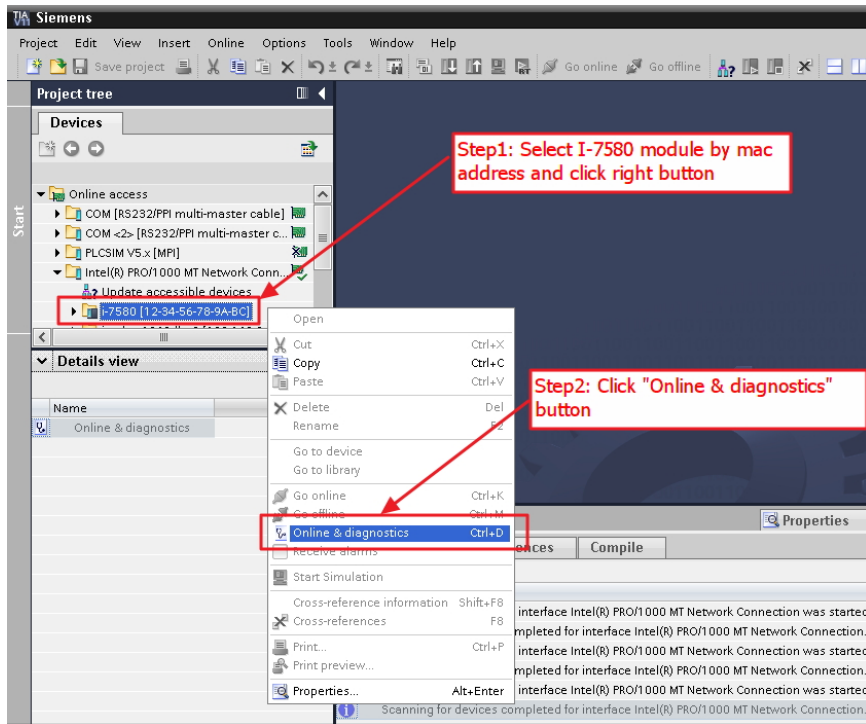 Siemens
Project Edit View Insert Online Options Tools Window Help
Save project Go online Go offline
Project tree
Devices
Start
Online access
COM [RS232/PPI multi-master cable]
COM <2> [RS232/PPI multi-master c...
PLCSIM V5.x [MPI]
Intel(R) PRO/1000 MT Network Conn...
Update accessible devices
i-7580 [12-34-56-78-9A-BC]
Details view
Name
Online & diagnostics
Step1: Select I-7580 module by mac
address and click right button
Open
Cut Ctrl+X
Copy Ctrl+C
Paste Ctrl+V
Delete Del
Rename F2
Go to device
Go to library
Go online Ctrl+K
Go offline Ctrl+M
Online & diagnostics Ctrl+D
Receive alarms
Start Simulation
Cross-reference information Shift+F8
Cross-references F8
Print... Ctrl+P
Print preview...
Properties... Alt+Enter
Step2: Click "Online & diagnostics"
button
Properties
ences Compile
interface Intel(R) PRO/1000 MT Network Connection was started
mpleted for interface Intel(R) PRO/1000 MT Network Connection.
interface Intel(R) PRO/1000 MT Network Connection was started
mpleted for interface Intel(R) PRO/1000 MT Network Connection.
interface Intel(R) PRO/1000 MT Network Connection was started
Scanning for devices completed for interface Intel(R) PRO/1000 MT Network Connection.